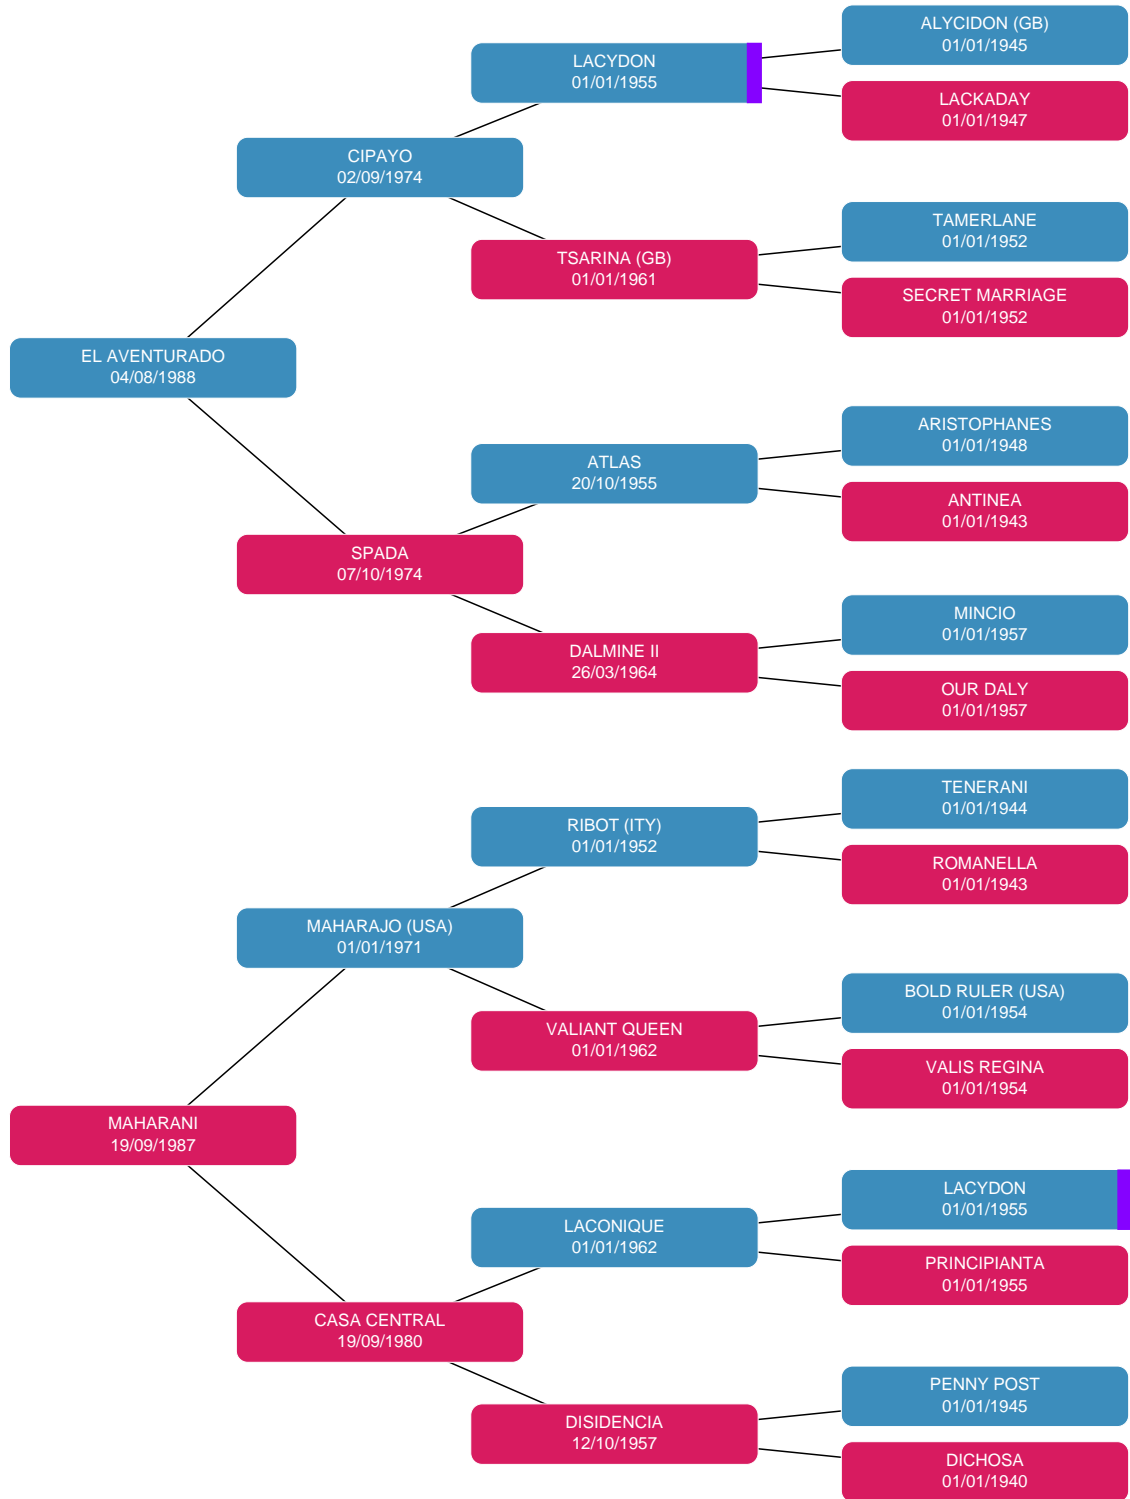 ALYCIDON (GB)
01/01/1945
LACYDON
01/01/1955
LACKADAY
01/01/1947
CIPAYO
02/09/1974
TAMERLANE
01/01/1952
TSARINA (GB)
01/01/1961
SECRET MARRIAGE
01/01/1952
EL AVENTURADO
04/08/1988
ARISTOPHANES
01/01/1948
ATLAS
20/10/1955
ANTINEA
01/01/1943
SPADA
07/10/1974
MINCIO
01/01/1957
DALMINE II
26/03/1964
OUR DALY
01/01/1957
TENERANI
01/01/1944
RIBOT (ITY)
01/01/1952
ROMANELLA
01/01/1943
MAHARAJO (USA)
01/01/1971
BOLD RULER (USA)
01/01/1954
VALIANT QUEEN
01/01/1962
VALIS REGINA
01/01/1954
MAHARANI
19/09/1987
LACYDON
01/01/1955
LACONIQUE
01/01/1962
PRINCIPIANTA
01/01/1955
CASA CENTRAL
19/09/1980
PENNY POST
01/01/1945
DISIDENCIA
12/10/1957
DICHOSA
01/01/1940